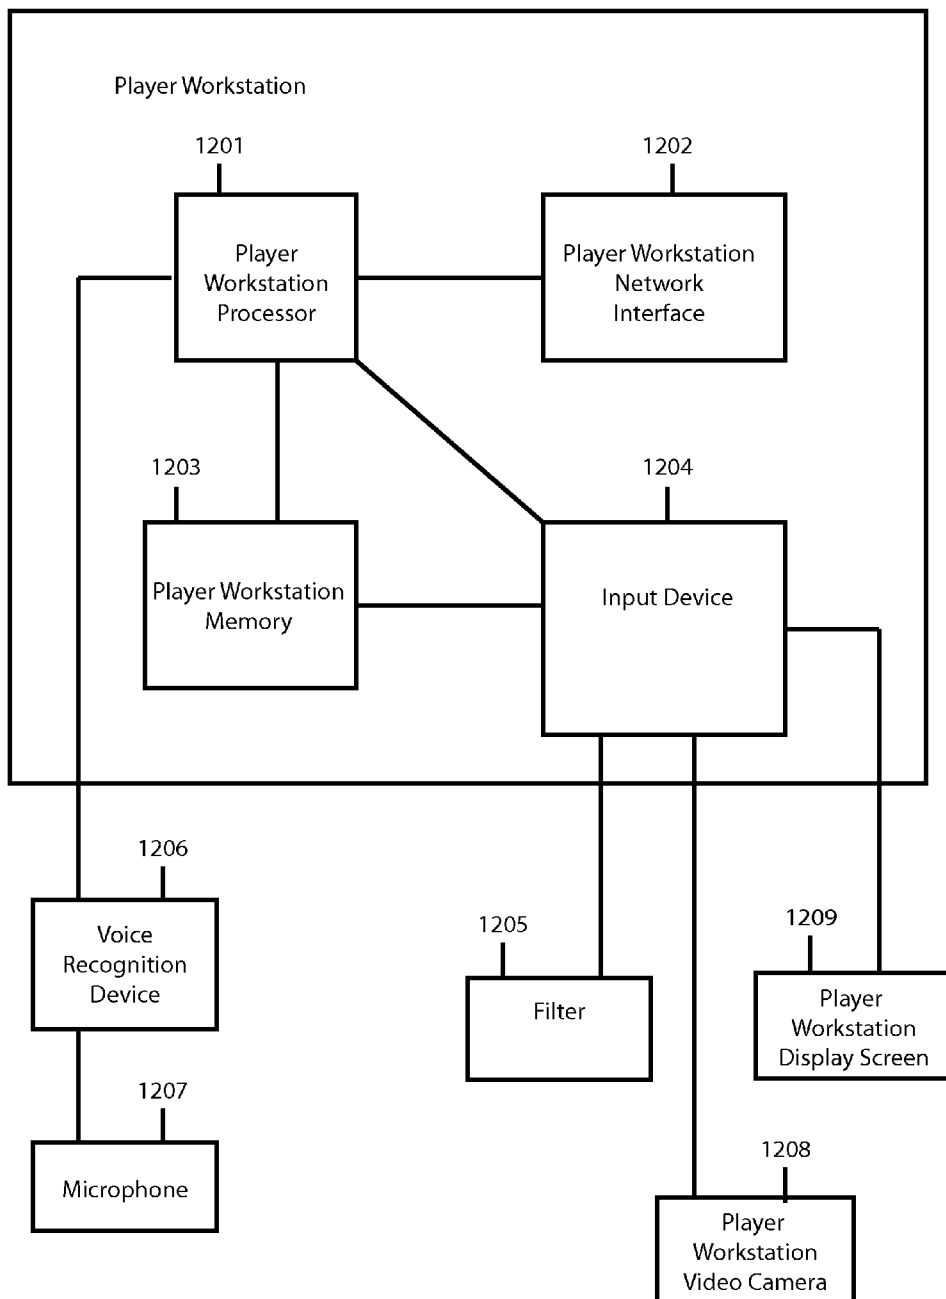 Player Workstation
1201
1202
Player
Workstation
Processor
Player Workstation
Network
Interface
1203
1204
Player Workstation
Memory
Input Device
1206
Voice
Recognition
Device
1205
Filter
1209
Player
Workstation
Display Screen
1207
Microphone
1208
Player
Workstation
Video Camera